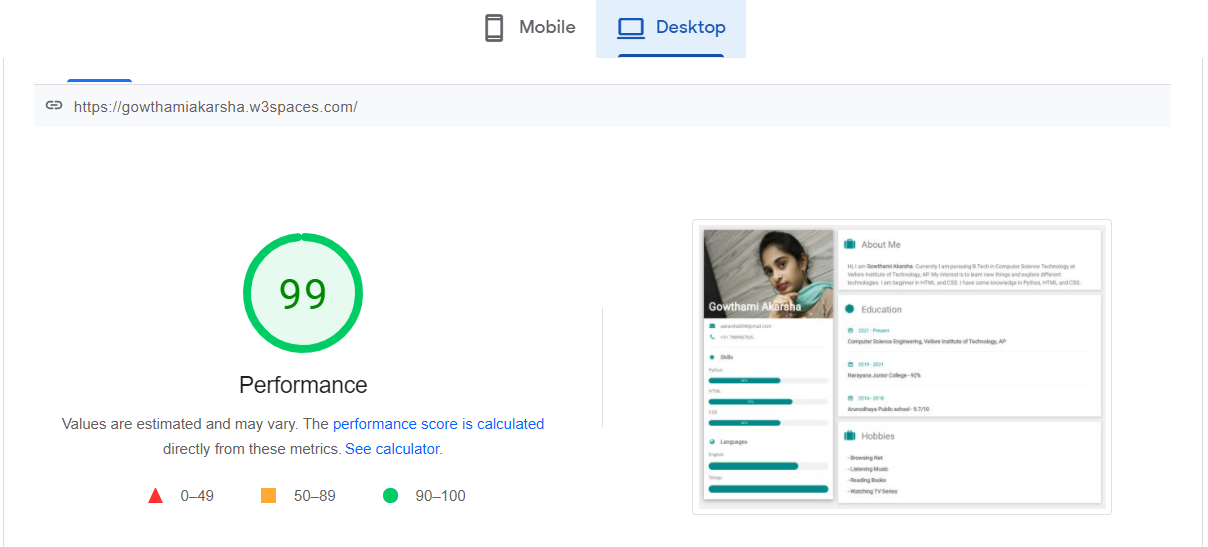 Mobile
Desktop
https://gowthamiakarsha.w3spaces.com/
99
Performance
Values are estimated and may vary. The performance score is calculated
directly from these metrics. See calculator.
0–49
50–89
90–100
Gowthami Akarsha
Skills
Python
HTML
CSS
Languages
English
Telugu
About Me
Hi, I am Gowthami Akarsha. Currently I am pursuing B.Tech in Computer Science Technology at
Vellore Institute of Technology, AP. My interest is to learn new things and explore different
technologies. I am beginner in HTML and CSS. I have some knowledge in Python, HTML and CSS.
Education
2021 - Present
Computer Science Engineering, Vellore Institute of Technology, AP
2019 - 2021
Narayana Junior College - 92%
2014 - 2018
Arunodhaya Public school - 9.7/10
Hobbies
- Browsing Net
- Listening Music
- Reading Books
- Watching TV Series